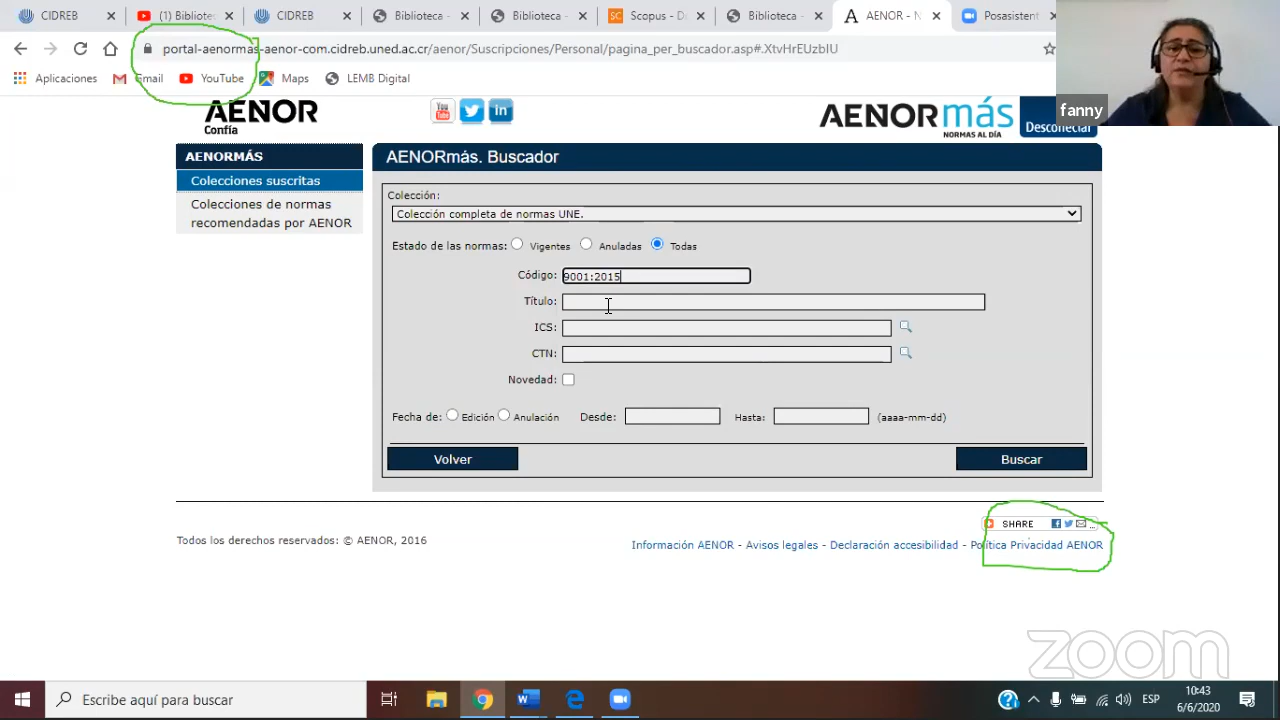 CIDREB
(1) Bibliote
CIDREB
Biblioteca -
Biblioteca -
Scopus - D
Biblioteca -
AENOR - N
Posasistent
portal-aenormas-aenor-com.cidreb.uned.ac.cr/aenor/Suscripciones/Personal/pagina_per_buscador.asp#.XtvHrEUzbIU
Aplicaciones
Gmail
YouTube
Maps
LEMB Digital
fanny
AENOR
Confía
You Tube
in
AENORmás
NORMAS AL DÍA
Desconectar
AENORMÁS
Colecciones suscritas
Colecciones de normas
recomendadas por AENOR
AENORmás. Buscador
Colección:
Colección completa de normas UNE.
Estado de las normas: Vigentes Anuladas Todas
Código: 9001:2015
Título:
ICS:
CTN:
Novedad:
Fecha de: Edición Anulación Desde: Hasta: (aaaa-mm-dd)
Volver
Buscar
SHARE ...
Todos los derechos reservados: © AENOR, 2016
Información AENOR - Avisos legales - Declaración accesibilidad - Política Privacidad AENOR
zoom
Escribe aquí para buscar
ESP
10:43
6/6/2020